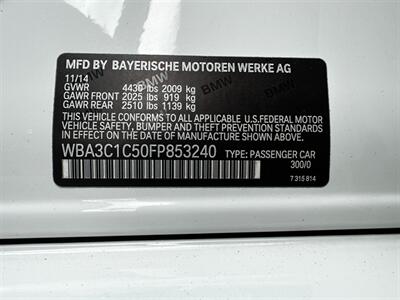 MFD BY BAYERISCHE MOTOREN WERKE AG
11/14
GVWR 4430 lbs 2009 kg
GAWR FRONT 2025 lbs 919 kg
GAWR REAR 2510 lbs 1139 kg
THIS VEHICLE CONFORMS TO ALL APPLICABLE U.S.FEDERAL MOTOR
VEHICLE SAFETY, BUMPER, AND THEFT PREVENTION STANDARDS
IN EFFECT ON THE DATE OF MANUFACTURE SHOWN ABOVE.
WBA3C1C50FP853240 TYPE: PASSENGER CAR
300/0
7 315 814